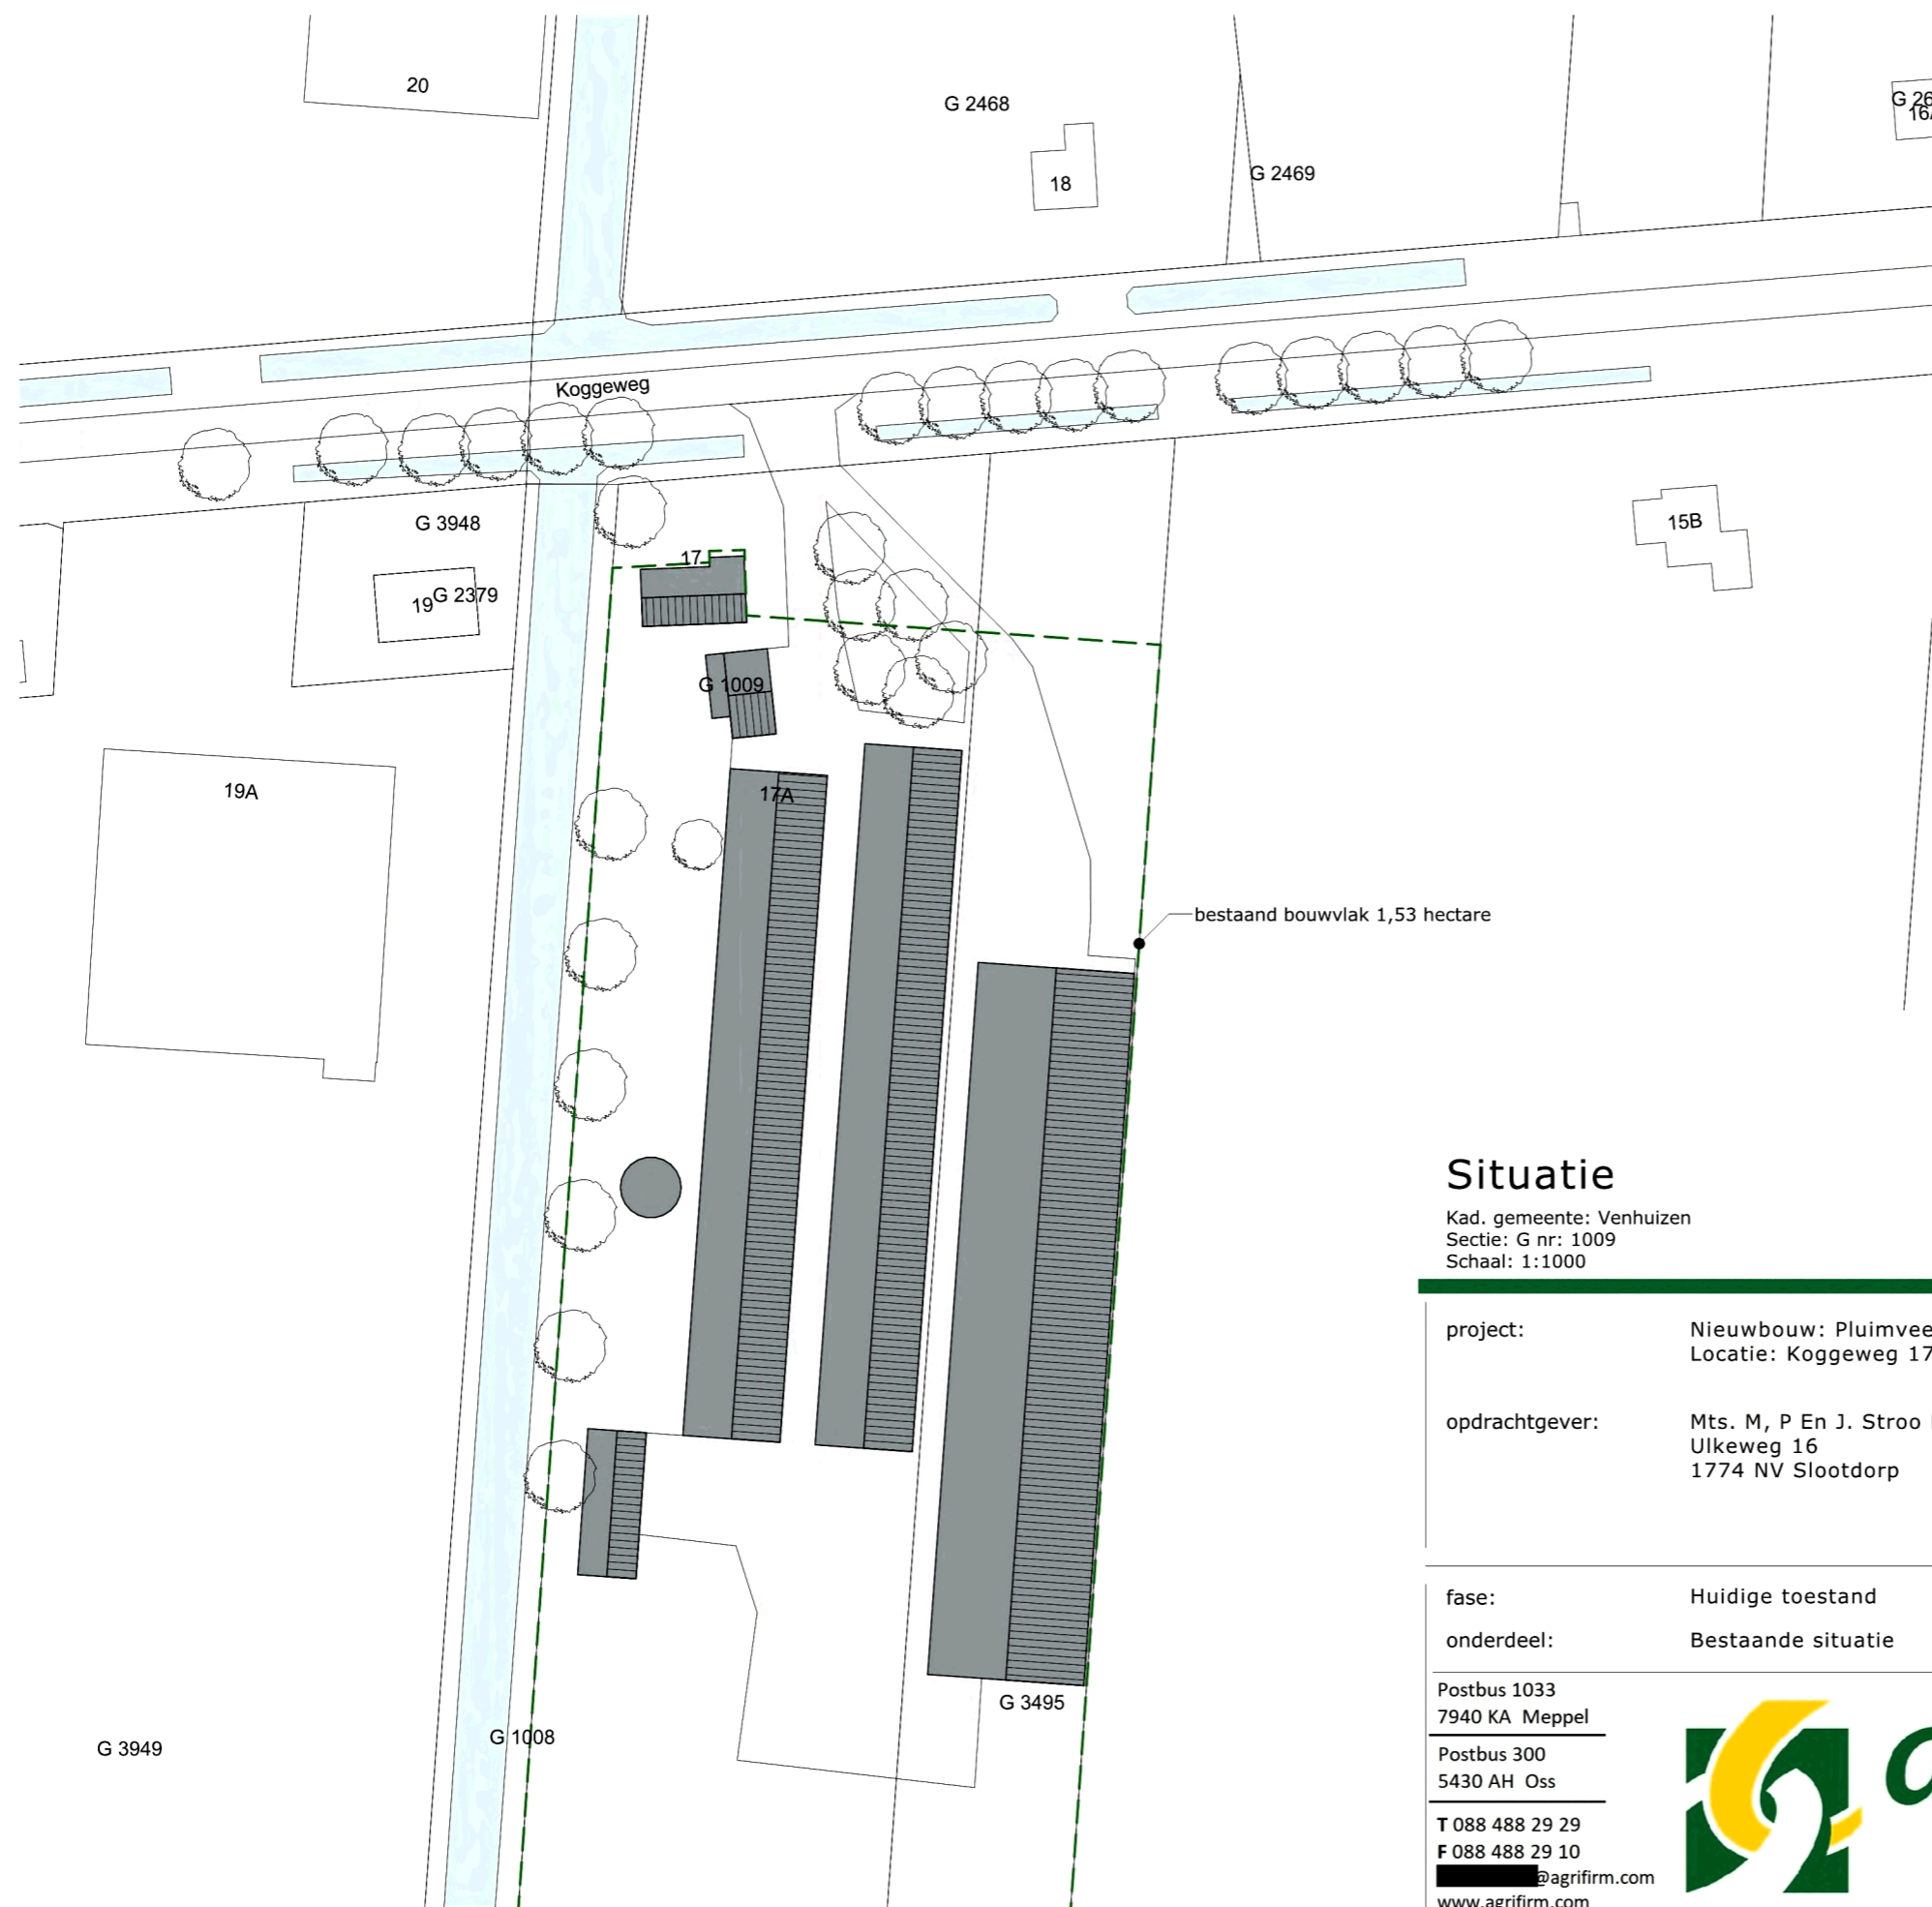 20
G 2468
18
G 2469
Koggeweg
G 3948
17
19
G 2379
15B
G 1009
19A
17A
bestaand bouwvlak 1,53 hectare
Situatie
Kad. gemeente: Venhuizen
Sectie: G nr: 1009
Schaal: 1:1000
project:
Nieuwbouw: Pluimvee
Locatie: Koggeweg 17
opdrachtgever:
Mts. M, P En J. Stroo
Ulkeweg 16
1774 NV Slootdorp
fase:
Huidige toestand
onderdeel:
Bestaande situatie
G 3495
G 1008
G 3949
Postbus 1033
7940 KA Meppel
Postbus 300
5430 AH Oss
T 088 488 29 29
F 088 488 29 10
@agrifirm.com
www.agrifirm.com